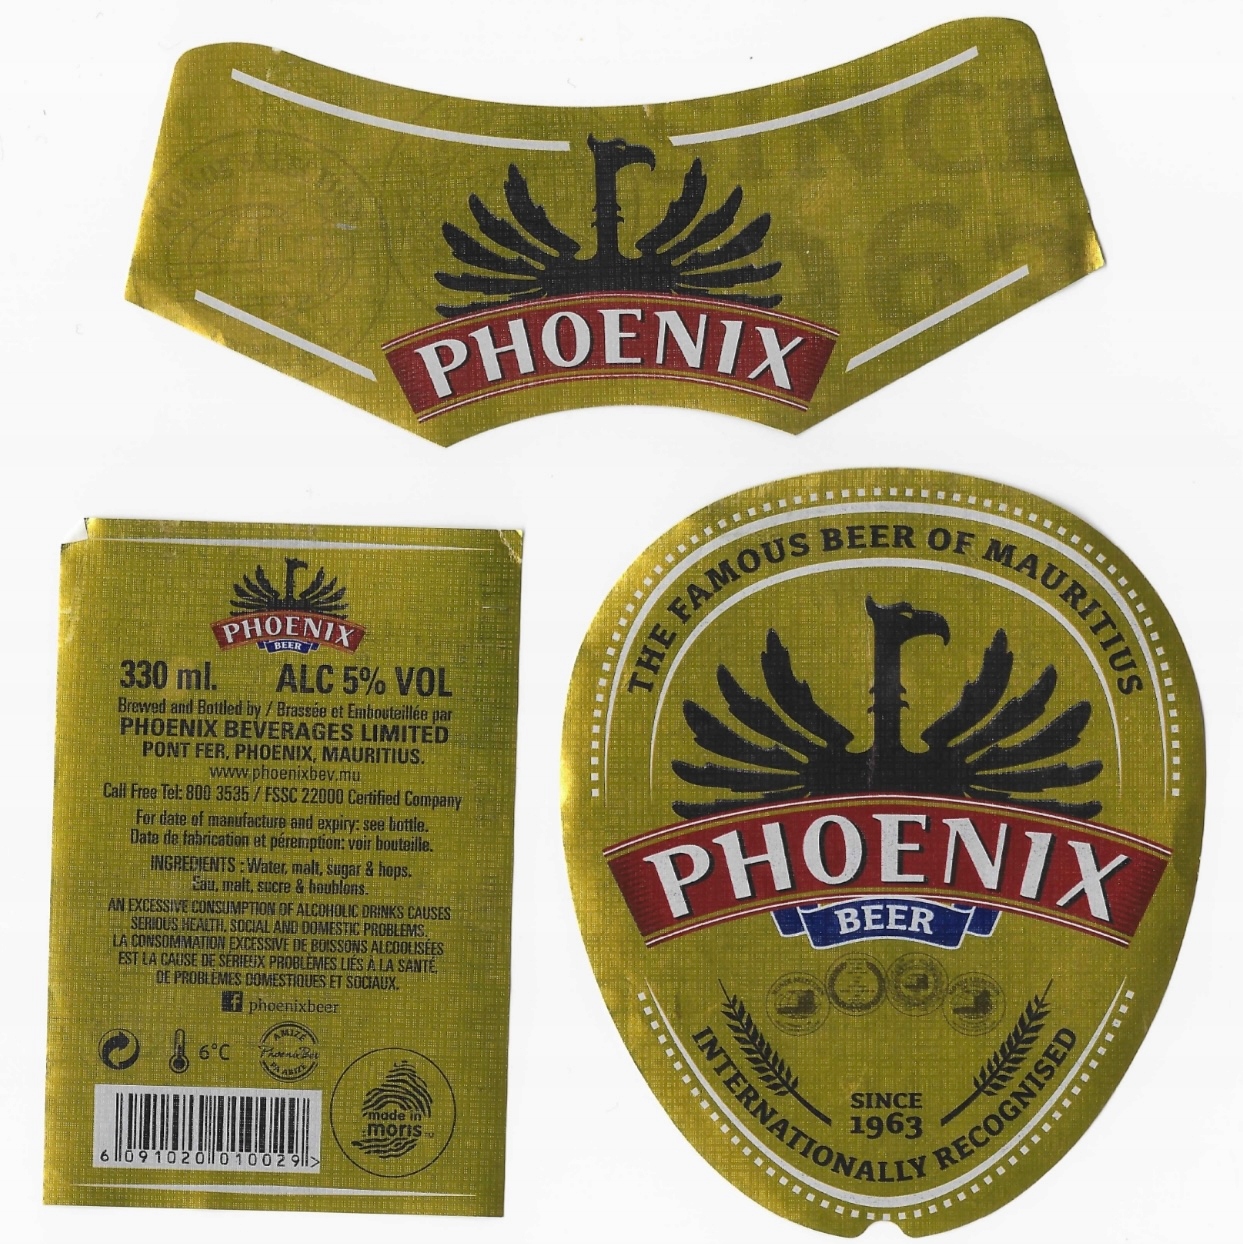 PHOENIX
PHOENIX
BEER
330 ml. ALC 5% VOL
Brewed and Bottled by / Brassée et Embouteillée par
PHOENIX BEVERAGES LIMITED
PONT FER, PHOENIX, MAURITIUS.
www.phoenixbev.mu
Call Free Tel: 800 3535 / FSSC 22000 Certified Company
For date of manufacture and expiry: see bottle.
Date de fabrication et péremption: voir bouteille.
INGREDIENTS : Water, malt, sugar & hops.
Eau, malt, sucre & houblons.
AN EXCESSIVE CONSUMPTION OF ALCOHOLIC DRINKS CAUSES
SERIOUS HEALTH, SOCIAL AND DOMESTIC PROBLEMS.
LA CONSOMMATION EXCESSIVE DE BOISSONS ALCOOLISÉES
EST LA CAUSE DE SÉRIEUX PROBLÈMES LIÉS À LA SANTÉ,
DE PROBLÈMES DOMESTIQUES ET SOCIAUX.
f phoenixbeer
6°C
AMIZE
PhoenixBev
PA ABIZE
made in
moris
6 091020 010029 >
THE FAMOUS BEER OF MAURITIUS
PHOENIX
BEER
SINCE
1963
INTERNATIONALLY RECOGNISED